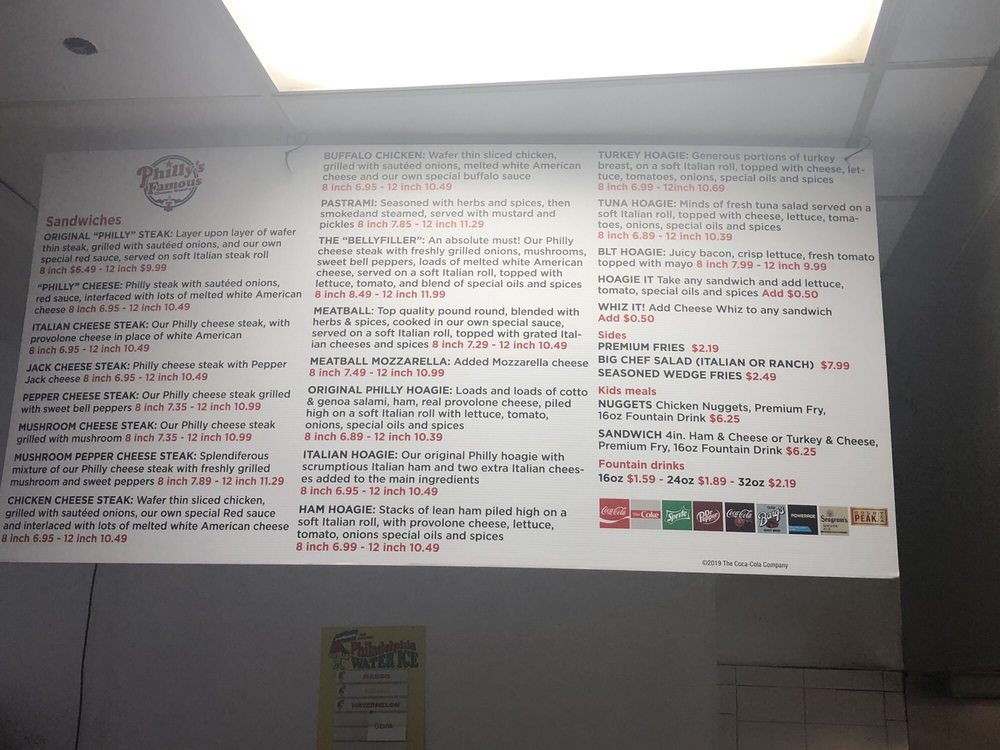 Philly's
Famous
Sandwiches
ORIGINAL "PHILLY" STEAK: Layer upon layer of wafer
thin steak, grilled with sautéed onions, and our own
special red sauce, served on soft Italian steak roll
8 inch $6.49 - 12 inch $9.99
"PHILLY" CHEESE: Philly steak with sautéed onions,
red sauce, interfaced with lots of melted white American
cheese 8 inch 6.95 - 12 inch 10.49
ITALIAN CHEESE STEAK: Our Philly cheese steak, with
provolone cheese in place of white American
8 inch 6.95 - 12 inch 10.49
JACK CHEESE STEAK: Philly cheese steak with Pepper
Jack cheese 8 inch 6.95 - 12 inch 10.49
PEPPER CHEESE STEAK: Our Philly cheese steak grilled
with sweet bell peppers 8 inch 7.35 - 12 inch 10.99
MUSHROOM CHEESE STEAK: Our Philly cheese steak
grilled with mushroom 8 inch 7.35 - 12 inch 10.99
MUSHROOM PEPPER CHEESE STEAK: Splendiferous
mixture of our Philly cheese steak with freshly grilled
mushroom and sweet peppers 8 inch 7.89 - 12 inch 11.29
CHICKEN CHEESE STEAK: Wafer thin sliced chicken,
grilled with sautéed onions, our own special Red sauce
and interlaced with lots of melted white American cheese
8 inch 6.95 - 12 inch 10.49
BUFFALO CHICKEN: Wafer thin sliced chicken,
grilled with sautéed onions, melted white American
cheese and our own special buffalo sauce
8 inch 6.95 - 12 inch 10.49
PASTRAMI: Seasoned with herbs and spices, then
smokedand steamed, served with mustard and
pickles 8 inch 7.85 - 12 inch 11.29
THE "BELLYFILLER": An absolute must! Our Philly
cheese steak with freshly grilled onions, mushrooms,
sweet bell peppers, loads of melted white American
cheese, served on a soft Italian roll, topped with
lettuce, tomato, and blend of special oil and spices
8 inch 8.49 - 12 inch 11.99
MEATBALL: Top quality pound round, blended with
herbs & spices, cooked in our own special sauce,
served on a soft Italian roll, topped with grated Ital-
ian cheeses and spices 8 inch 7.29 - 12 inch 10.49
MEATBALL MOZZARELLA: Added Mozzarella cheese
8 inch 7.49 - 12 inch 10.99
ORIGINAL PHILLY HOAGIE: Loads and loads of cotto
& genoa salami, ham, real provolone cheese, piled
high on a soft Italian roll with lettuce, tomato,
onions, special oils and spices
8 inch 6.89 - 12 inch 10.39
ITALIAN HOAGIE: Our original Philly hoagie with
scrumptious Italian ham and two extra Italian chees-
es added to the main ingredients
8 inch 6.95 - 12 inch 10.49
HAM HOAGIE: Stacks of lean ham piled high on a
soft Italian roll, with provolone cheese, lettuce,
tomato, onions special oils and spices
8 inch 6.99 - 12 inch 10.49
TURKEY HOAGIE: Generous portions of turkey
breast, on a soft Italian roll, topped with cheese, let-
tuce, tomatoes, onions, special oils and spices
8 inch 6.99 - 12inch 10.69
TUNA HOAGIE: Minds of fresh tuna salad served on a
soft Italian roll, topped with cheese, lettuce, toma-
toes, onions, special oils and spices
8 inch 6.89 - 12 inch 10.39
BLT HOAGIE: Juicy bacon, crisp lettuce, fresh tomato
topped with mayo 8 inch 7.99 - 12 inch 9.99
HOAGIE IT Take any sandwich and add lettuce,
tomato, special oils and spices Add $0.50
WHIZ IT! Add Cheese Whiz to any sandwich
Add $0.50
Sides
PREMIUM FRIES $2.19
BIG CHEF SALAD (ITALIAN OR RANCH) $7.99
SEASONED WEDGE FRIES $2.49
Kids meals
NUGGETS Chicken Nuggets, Premium Fry,
16oz Fountain Drink $6.25
SANDWICH 4in. Ham & Cheese or Turkey & Cheese,
Premium Fry, 16oz Fountain Drink $6.25
Fountain drinks
16oz $1.59 - 24oz $1.89 - 32oz $2.19
Coca-Cola Coke Sprite Dr Pepper Coca-Cola Barq's POWERADE Seagram's GOLD PEAK
©2019 The Coca-Cola Company
Philadelphia
WATER ICE
MANGO
WATERMELON